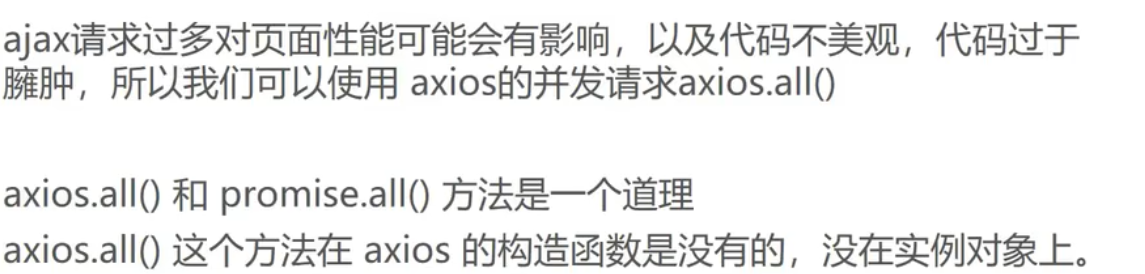 ajax请求过多对页面性能可能会有影响，以及代码不美观，代码过于
臃肿，所以我们可以使用 axios的并发请求axios.all()
axios.all() 和 promise.all() 方法是一个道理
axios.all() 这个方法在 axios 的构造函数是没有的，没在实例对象上。